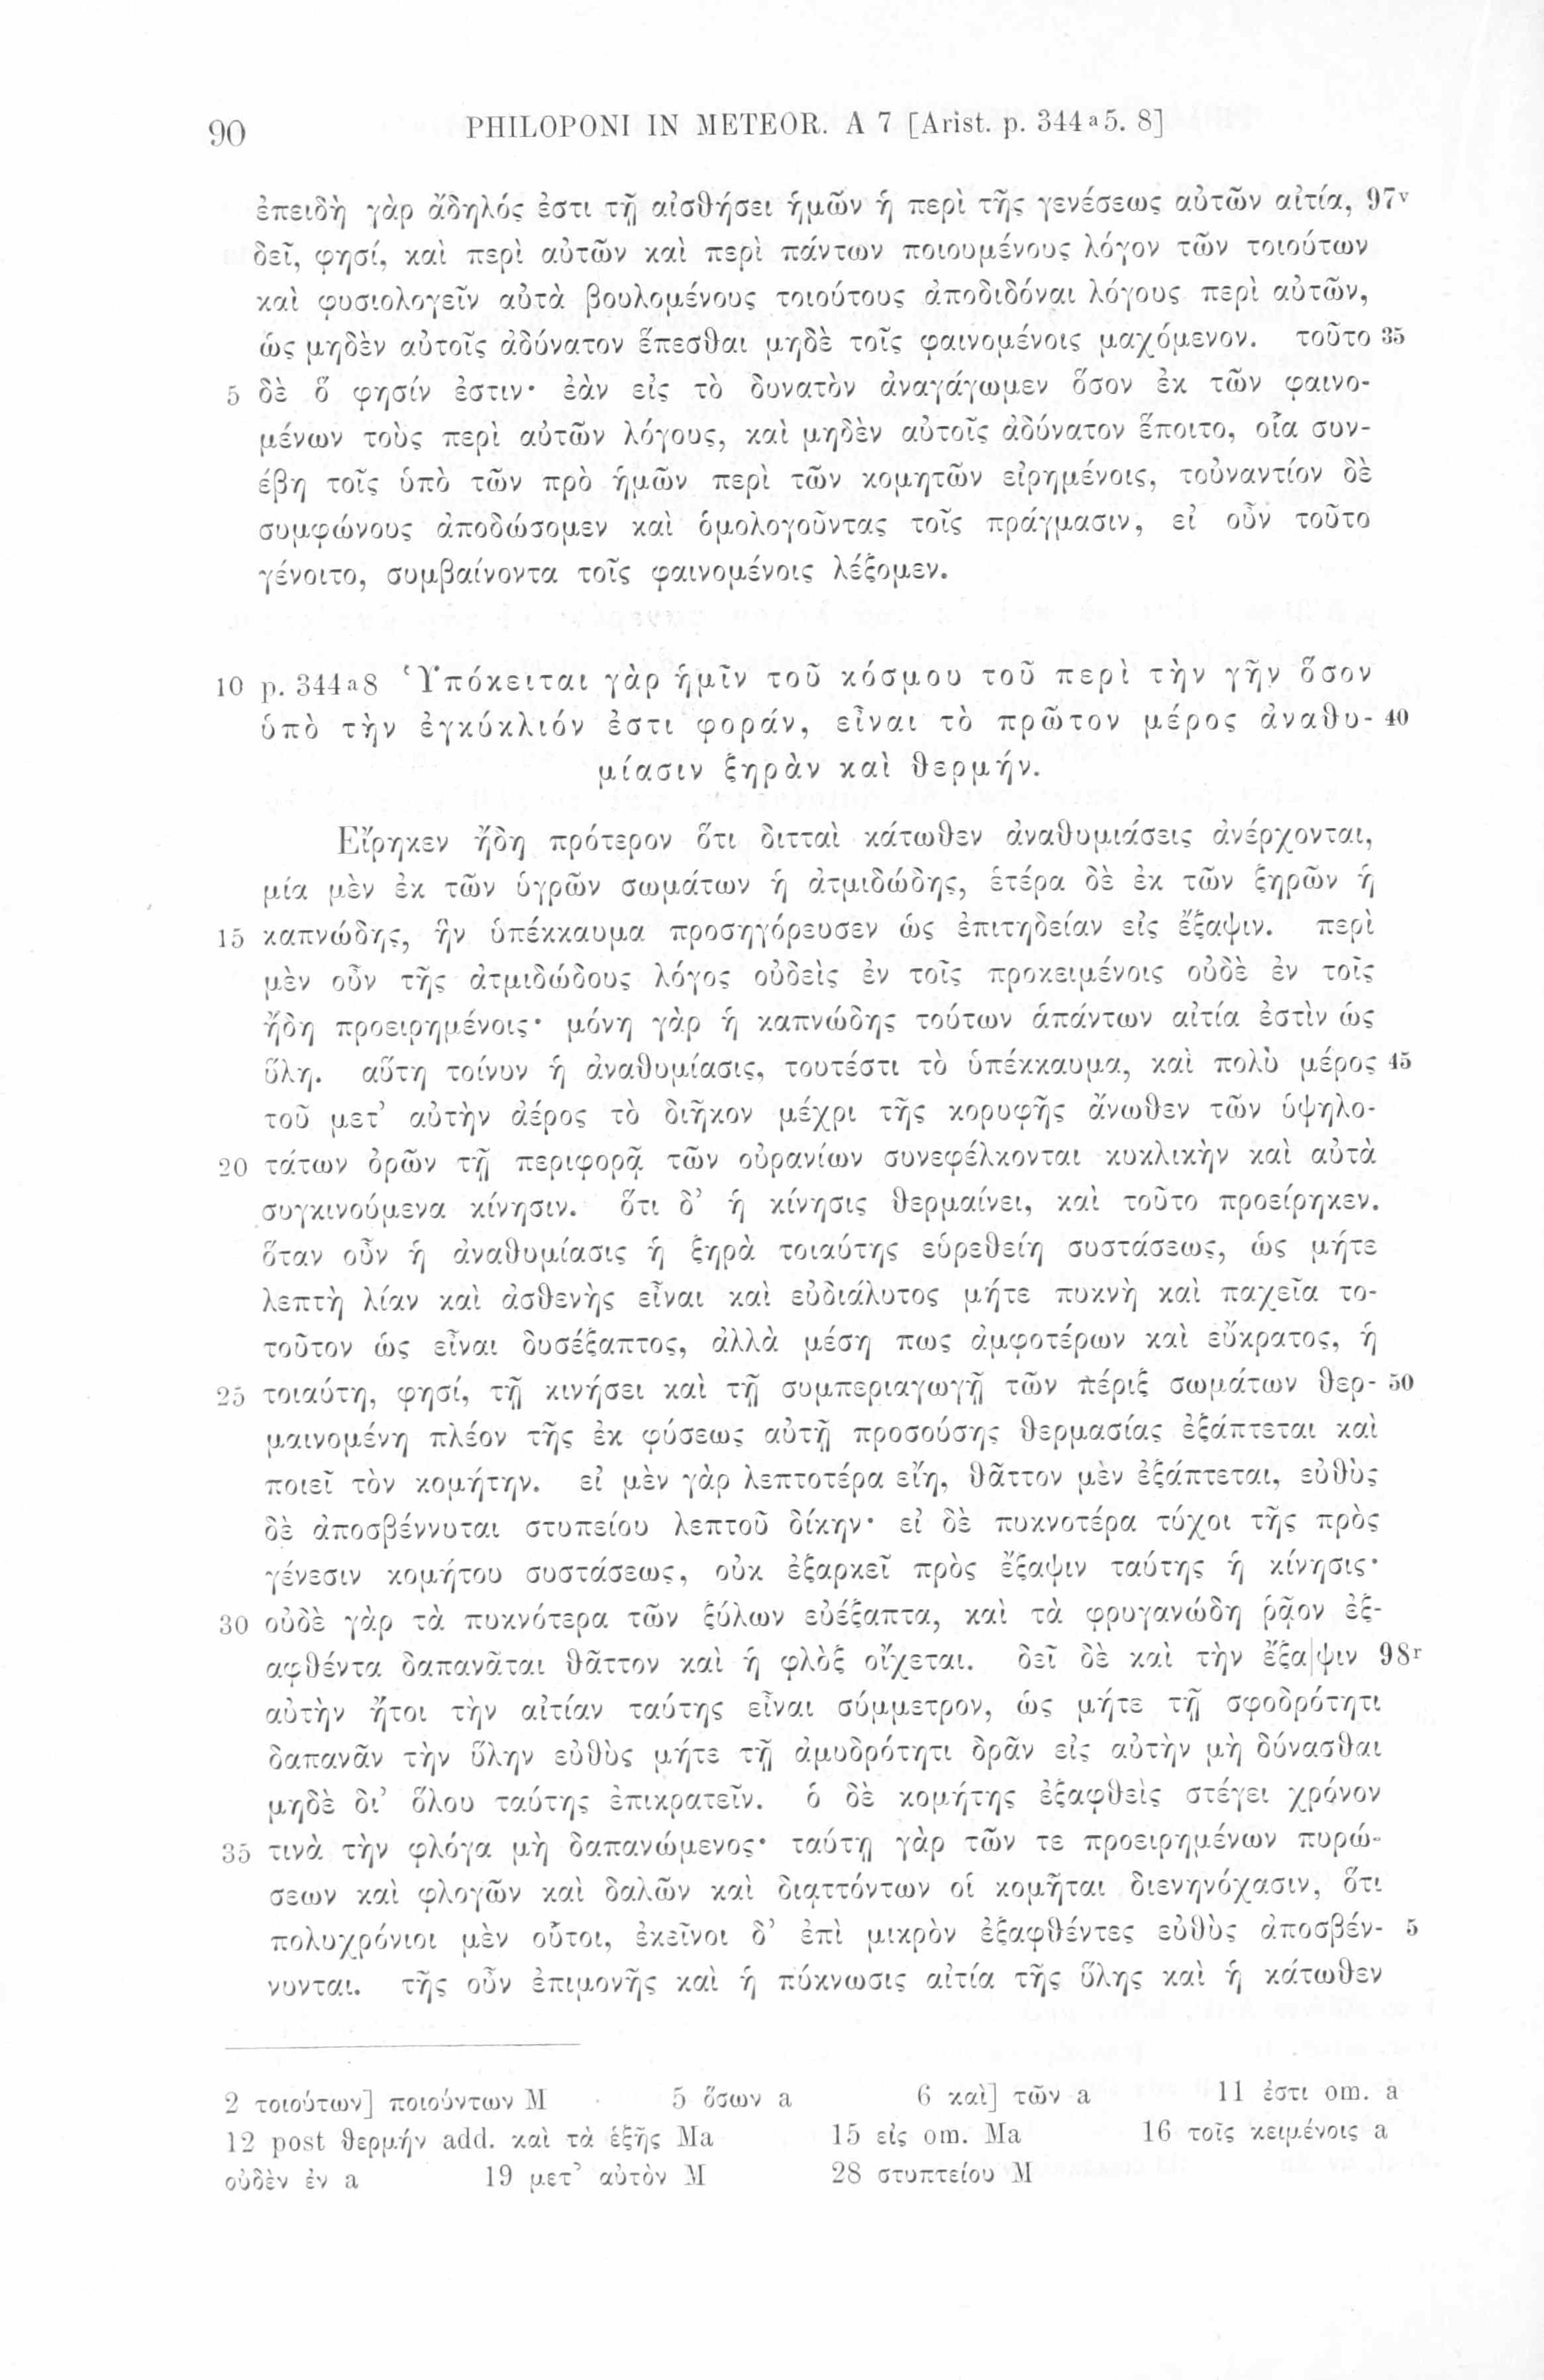 90 PHILOPONI IN METEOR. A 7 [Arist. p. 344a5. 8]
ἐπειδὴ γὰρ ἄδηλός ἐστι τῇ αἰσθήσει ἡμῶν ἡ περὶ τῆς γενέσεως αὐτῶν αἰτία, 97v
δεῖ, φησί, καὶ περὶ αὐτῶν καὶ περὶ πάντων ποιουμένους λόγον τῶν τοιούτων
καὶ φυσιολογεῖν αὐτὰ βουλομένους τοιούτους ἀποδιδόναι λόγους περὶ αὐτῶν,
ὡς μηδὲν αὐτοῖς ἀδύνατον ἕπεσθαι μηδὲ τοῖς φαινομένοις μαχόμενον. τοῦτο 35
5 δὲ ὅ φησίν ἐστιν· ἐὰν εἰς τὸ δυνατὸν ἀναγάγωμεν ὅσον ἐκ τῶν φαινο-
μένων τοὺς περὶ αὐτῶν λόγους, καὶ μηδὲν αὐτοῖς ἀδύνατον ἕποιτο, οἷα συν-
έβη τοῖς ὑπὸ τῶν πρὸ ἡμῶν περὶ τῶν κομητῶν εἰρημένοις, τοὐναντίον δὲ
συμφώνους ἀποδώσομεν καὶ ὁμολογοῦντας τοῖς πράγμασιν, εἰ οὖν τοῦτο
γένοιτο, συμβαίνοντα τοῖς φαινομένοις λέξομεν.
10 p. 344a8 Ὑπόκειται γὰρ ἡμῖν τοῦ κόσμου τοῦ περὶ τὴν γῆν ὅσον
ὑπὸ τὴν ἐγκύκλιόν ἐστι φοράν, εἶναι τὸ πρῶτον μέρος ἀναθυ- 40
μίασιν ξηρὰν καὶ θερμήν.
Εἴρηκεν ἤδη πρότερον ὅτι διτταὶ κάτωθεν ἀναθυμιάσεις ἀνέρχονται,
μία μὲν ἐκ τῶν ὑγρῶν σωμάτων ἡ ἀτμιδώδης, ἑτέρα δὲ ἐκ τῶν ξηρῶν ἡ
15 καπνώδης, ἣν ὑπέκκαυμα προσηγόρευσεν ὡς ἐπιτηδείαν εἰς ἔξαψιν. περὶ
μὲν οὖν τῆς ἀτμιδώδους λόγος οὐδεὶς ἐν τοῖς προκειμένοις οὐδὲ ἐν τοῖς
ἤδη προειρημένοις· μόνη γὰρ ἡ καπνώδης τούτων ἁπάντων αἰτία ἐστὶν ὡς
ὕλη. αὕτη τοίνυν ἡ ἀναθυμίασις, τουτέστι τὸ ὑπέκκαυμα, καὶ πολὺ μέρος 45
τοῦ μετ’ αὐτὴν ἀέρος τὸ διῆκον μέχρι τῆς κορυφῆς ἄνωθεν τῶν ὑψηλο-
20 τάτων ὀρῶν τῇ περιφορᾷ τῶν οὐρανίων συνεφέλκονται κυκλικὴν καὶ αὐτὰ
συγκινούμενα κίνησιν. ὅτι δ’ ἡ κίνησις θερμαίνει, καὶ τοῦτο προείρηκεν.
ὅταν οὖν ἡ ἀναθυμίασις ἡ ξηρὰ τοιαύτης εὑρεθείη συστάσεως, ὡς μήτε
λεπτὴ λίαν καὶ ἀσθενὴς εἶναι καὶ εὐδιάλυτος μήτε πυκνὴ καὶ παχεῖα το-
τοῦτον ὡς εἶναι δυσέξαπτος, ἀλλὰ μέση πως ἀμφοτέρων καὶ εὔκρατος, ἡ
25 τοιαύτη, φησί, τῇ κινήσει καὶ τῇ συμπεριαγωγῇ τῶν πέριξ σωμάτων θερ- 50
μαινομένη πλέον τῆς ἐκ φύσεως αὐτῇ προσούσης θερμασίας ἐξάπτεται καὶ
ποιεῖ τὸν κομήτην. εἰ μὲν γὰρ λεπτοτέρα εἴη, θᾶττον μὲν ἐξάπτεται, εὐθὺς
δὲ ἀποσβέννυται στυπείου λεπτοῦ δίκην· εἰ δὲ πυκνοτέρα τύχοι τῆς πρὸς
γένεσιν κομήτου συστάσεως, οὐκ ἐξαρκεῖ πρὸς ἔξαψιν ταύτης ἡ κίνησις·
30 οὐδὲ γὰρ τὰ πυκνότερα τῶν ξύλων εὐέξαπτα, καὶ τὰ φρυγανώδη ῥᾷον ἐξ-
αφθέντα δαπανᾶται θᾶττον καὶ ἡ φλὸξ οἴχεται. δεῖ δὲ καὶ τὴν ἔξα|ψιν 98r
αὐτὴν ἤτοι τὴν αἰτίαν ταύτης εἶναι σύμμετρον, ὡς μήτε τῇ σφοδρότητι
δαπανᾶν τὴν ὕλην εὐθὺς μήτε τῇ ἀμυδρότητι δρᾶν εἰς αὐτὴν μὴ δύνασθαι
μηδὲ δι’ ὅλου ταύτης ἐπικρατεῖν. ὁ δὲ κομήτης ἐξαφθεὶς στέγει χρόνον
35 τινὰ τὴν φλόγα μὴ δαπανώμενος· ταύτῃ γὰρ τῶν τε προειρημένων πυρώ-
σεων καὶ φλογῶν καὶ δαλῶν καὶ διᾳττόντων οἱ κομῆται διενηνόχασιν, ὅτι
πολυχρόνιοι μὲν οὗτοι, ἐκεῖνοι δ’ ἐπὶ μικρὸν ἐξαφθέντες εὐθὺς ἀποσβέν- 5
νυνται. τῆς οὖν ἐπιμονῆς καὶ ἡ πύκνωσις αἰτία τῆς ὕλης καὶ ἡ κάτωθεν
2 τοιούτων] ποιούντων M 5 ὅσων a 6 καὶ] τῶν a 11 ἐστι om. a
12 post θερμήν add. καὶ τὰ ἑξῆς Ma 15 εἰς om. Ma 16 τοῖς κειμένοις a
οὐδὲν ἐν a 19 μετ’ αὐτὸν M 28 στυπτείου M